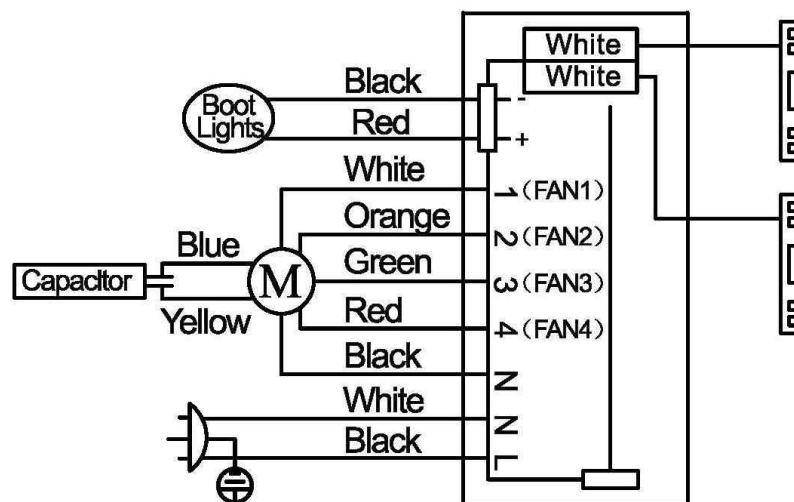 White
White
Black
-
Boot
Lights
Red
+
White
1 (FAN1)
Orange
2 (FAN2)
Blue
Green
3 (FAN3)
Capacltor
M
Yellow
Red
4 (FAN4)
Black
N
White
N
Black
L